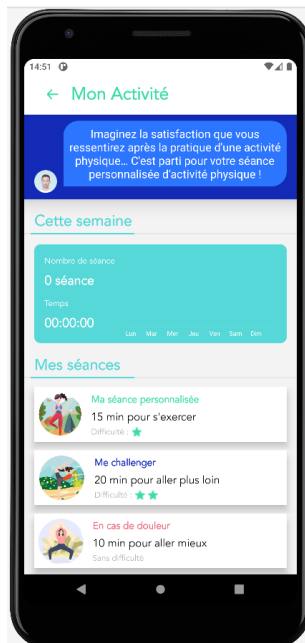 14:51
Mon Activité
Imaginez la satisfaction que vous
ressentirez après la pratique d'une activité
physique... C'est parti pour votre séance
personnalisée d'activité physique !
Cette semaine
Nombre de séance
0 séance
Temps
00:00:00
Lun Mar Mer Jeu Ven Sam Dim
Mes séances
Ma séance personnalisée
15 min pour s'exercer
Difficulté :
Me challenger
20 min pour aller plus loin
Difficulté :
En cas de douleur
10 min pour aller mieux
Sans difficulté